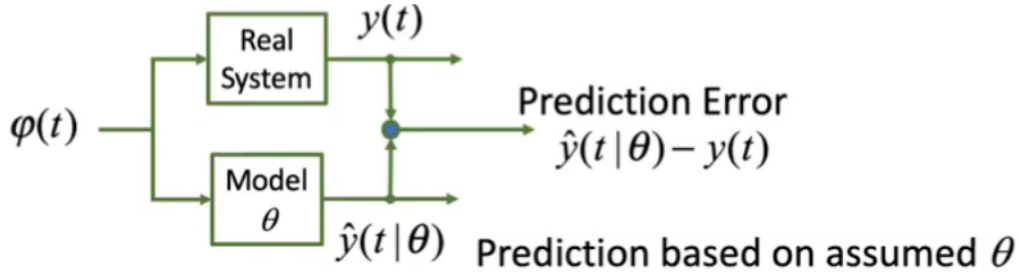 y(t)
Real
System
φ(t)
Prediction Error
ŷ(t|θ)− y(t)
Model
θ
ŷ(t|θ)
Prediction based on assumed θ